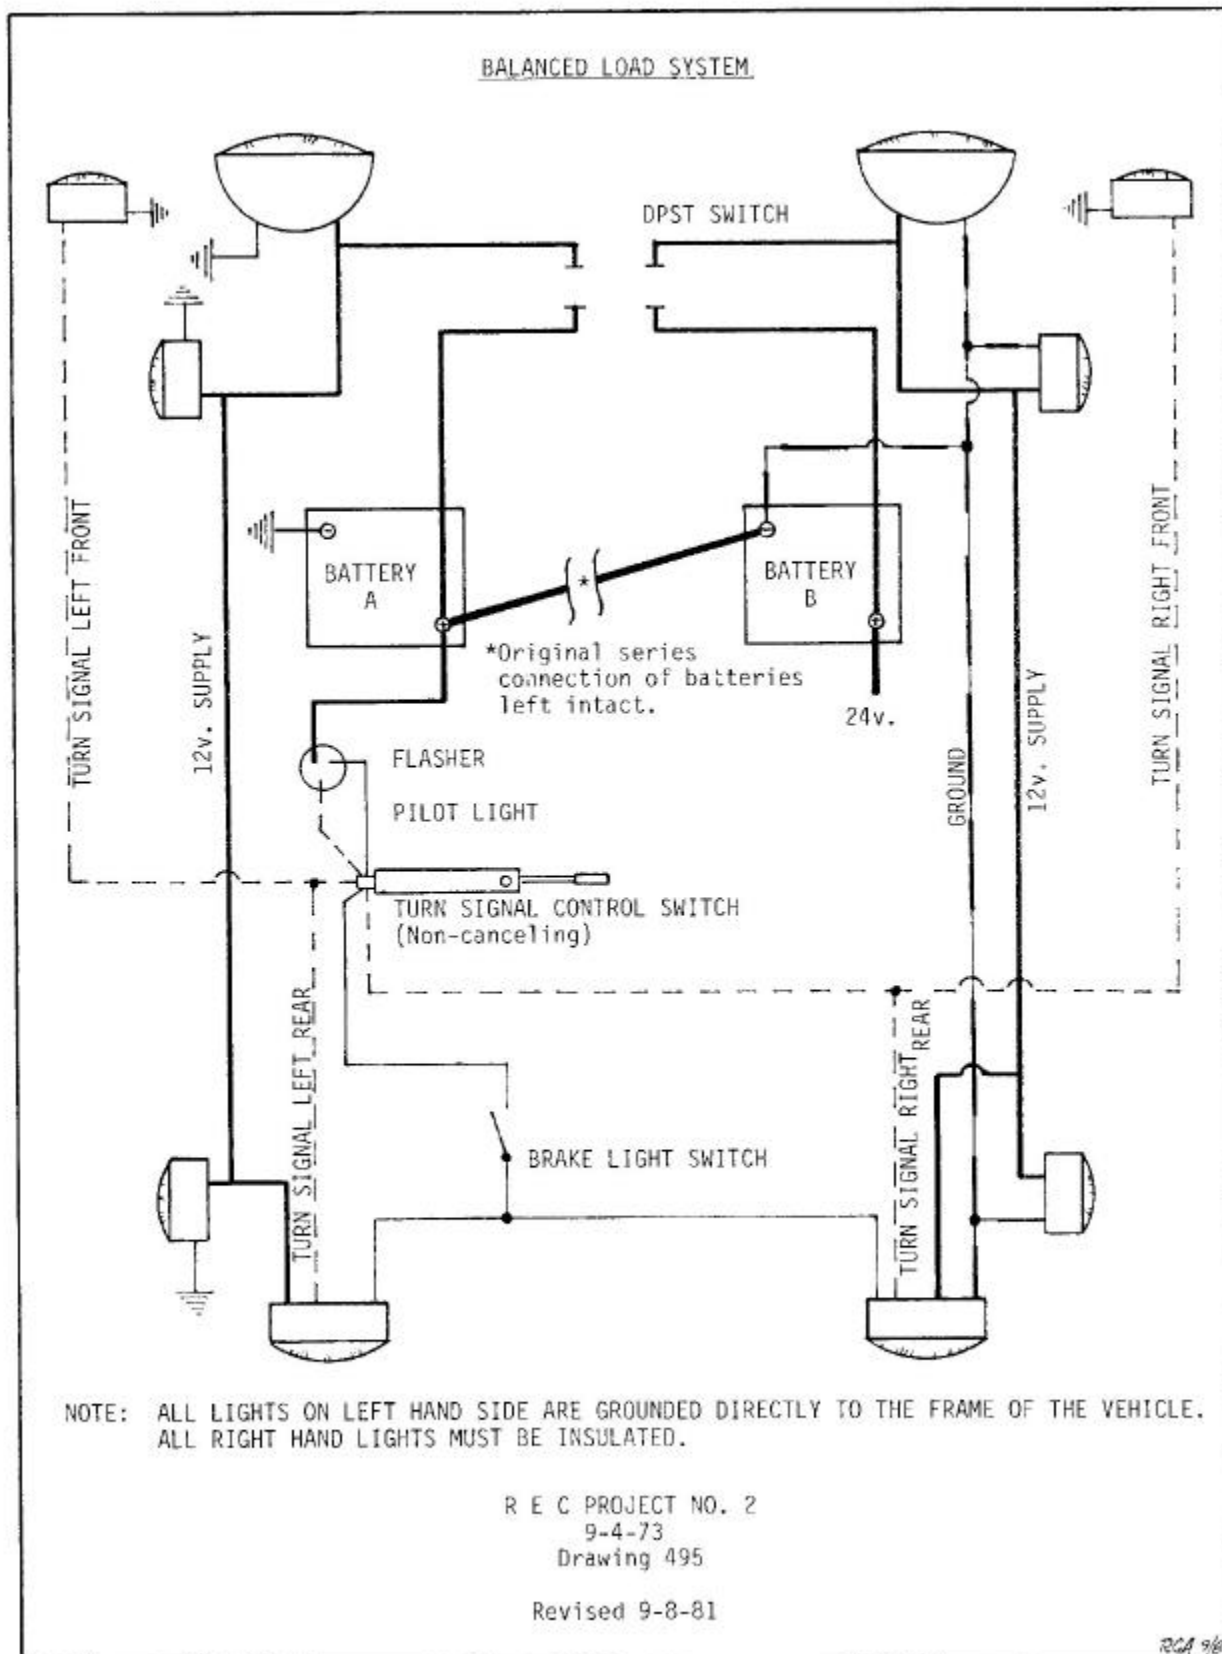 BALANCED LOAD SYSTEM
DPST SWITCH
TURN SIGNAL LEFT FRONT
12v. SUPPLY
BATTERY
A
*
BATTERY
B
*Original series
connection of batteries
left intact.
24v.
FLASHER
PILOT LIGHT
TURN SIGNAL CONTROL SWITCH
(Non-canceling)
GROUND
12v. SUPPLY
TURN SIGNAL RIGHT FRONT
TURN SIGNAL LEFT REAR
BRAKE LIGHT SWITCH
TURN SIGNAL RIGHT REAR
NOTE: ALL LIGHTS ON LEFT HAND SIDE ARE GROUNDED DIRECTLY TO THE FRAME OF THE VEHICLE.
ALL RIGHT HAND LIGHTS MUST BE INSULATED.
R E C PROJECT NO. 2
9-4-73
Drawing 495
Revised 9-8-81
RGA